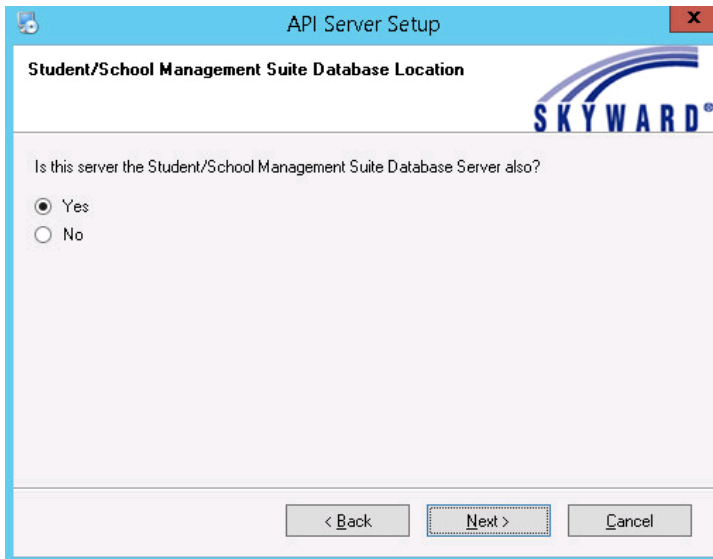 API Server Setup
x
Student/School Management Suite Database Location
SKYWARD®
Is this server the Student/School Management Suite Database Server also?
Yes
No
< Back
Next >
Cancel